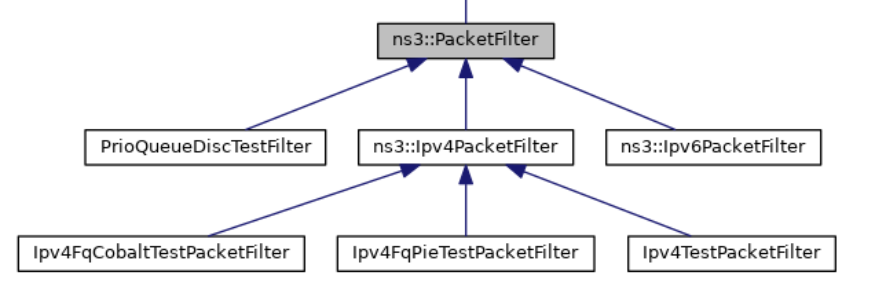 ns3::PacketFilter
PrioQueueDiscTestFilter
ns3::Ipv4PacketFilter
ns3::Ipv6PacketFilter
Ipv4FqCobaltTestPacketFilter
Ipv4FqPieTestPacketFilter
Ipv4TestPacketFilter